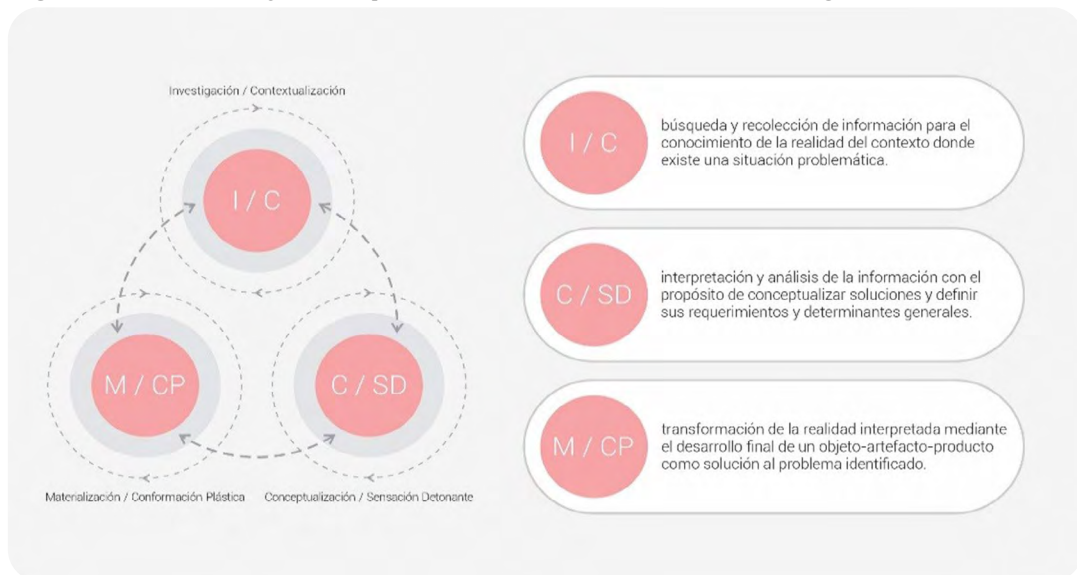 Investigación / Contextualización
I / C
M / CP
C / SD
Materialización / Conformación Plástica
Conceptualización / Sensación Detonante
I / C
búsqueda y recolección de información para el
conocimiento de la realidad del contexto donde
existe una situación problemática.
C / SD
interpretación y análisis de la información con el
propósito de conceptualizar soluciones y definir
sus requerimientos y determinantes generales.
M / CP
transformación de la realidad interpretada mediante
el desarrollo final de un objeto-artefacto-producto
como solución al problema identificado.